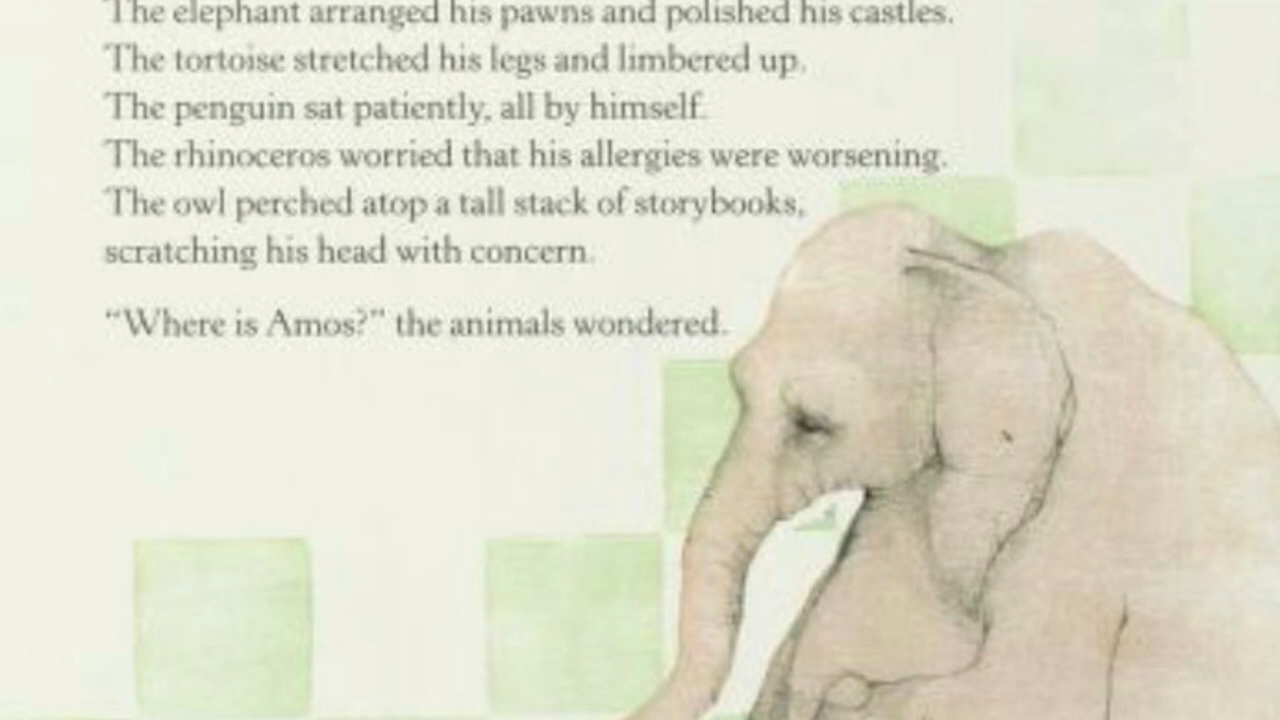 The elephant arranged his pawns and polished his castles.
The tortoise stretched his legs and limbered up.
The penguin sat patiently, all by himself.
The rhinoceros worried that his allergies were worsening.
The owl perched atop a tall stack of storybooks,
scratching his head with concern.
“Where is Amos?” the animals wondered.